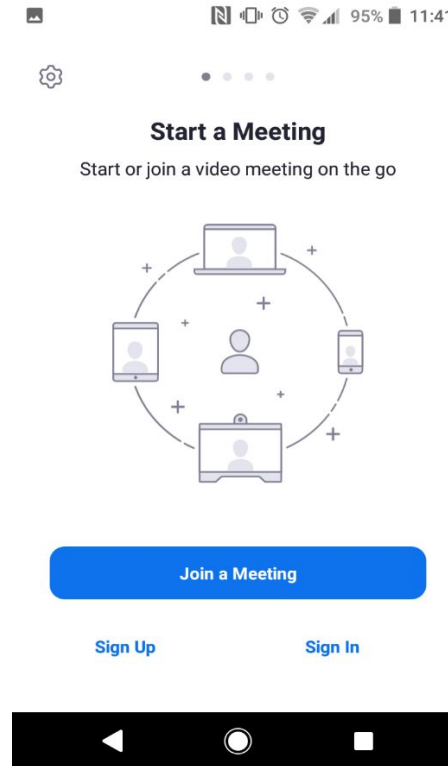 95% 11:41
Start a Meeting
Start or join a video meeting on the go
Join a Meeting
Sign Up
Sign In